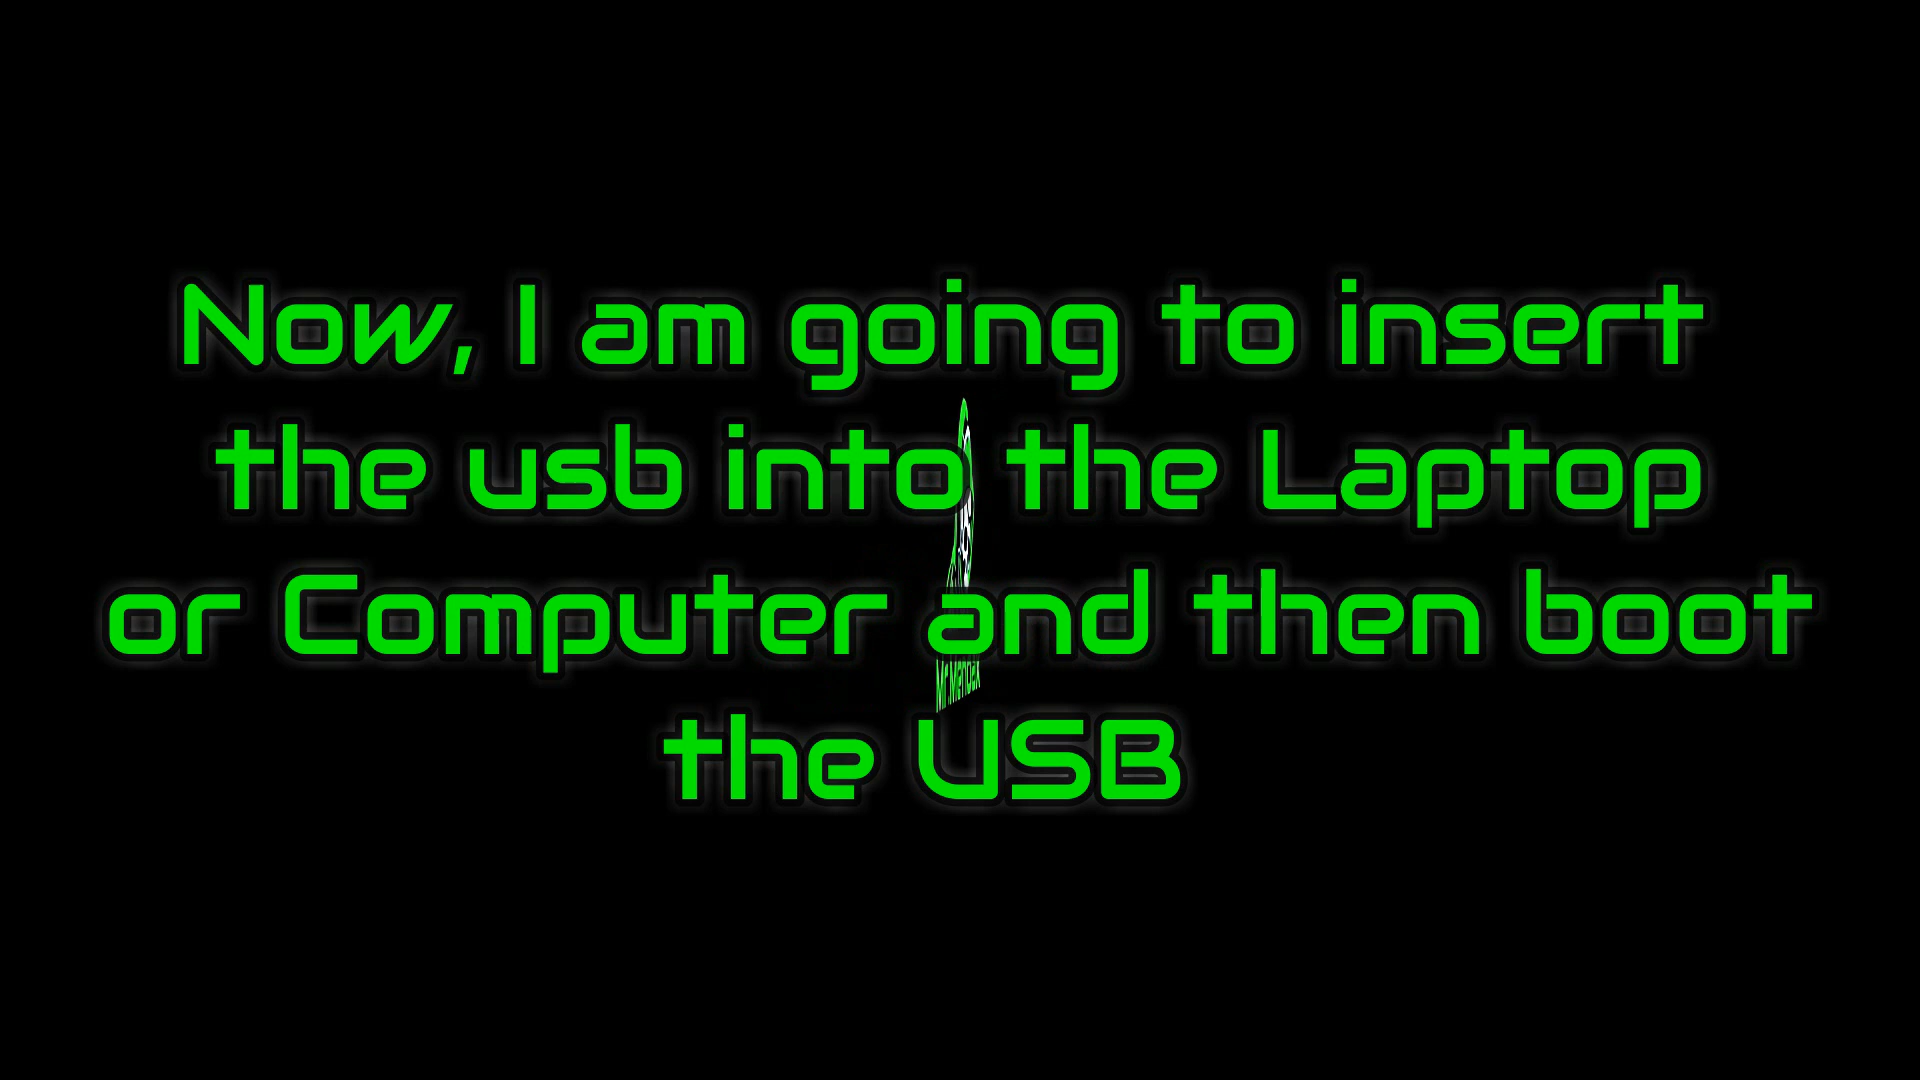 Now, I am going to insert
the usb into the Laptop
or Computer and then boot
the USB